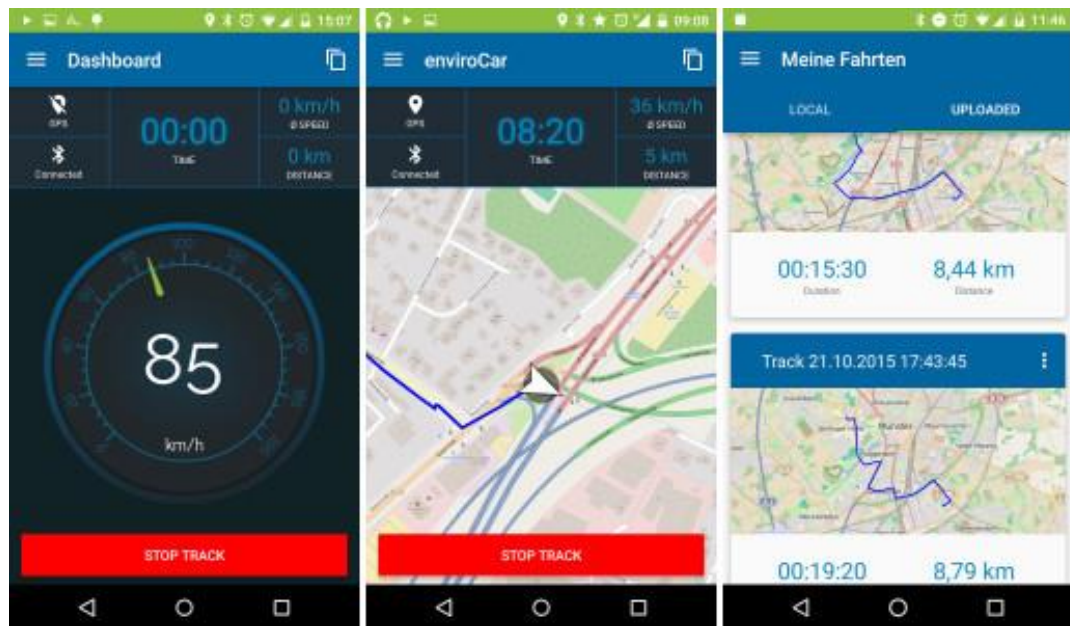 15:07
Dashboard
GPS
00:00
TIME
0 km/h
Ø SPEED
Connected
0 km
DISTANCE
100
85
km/h
STOP TRACK
09:08
enviroCar
GPS
08:20
TIME
36 km/h
Ø SPEED
Connected
5 km
DISTANCE
STOP TRACK
11:46
Meine Fahrten
LOCAL
UPLOADED
00:15:30
8,44 km
Duration
Distance
Track 21.10.2015 17:43:45
Münster
00:19:20
8,79 km